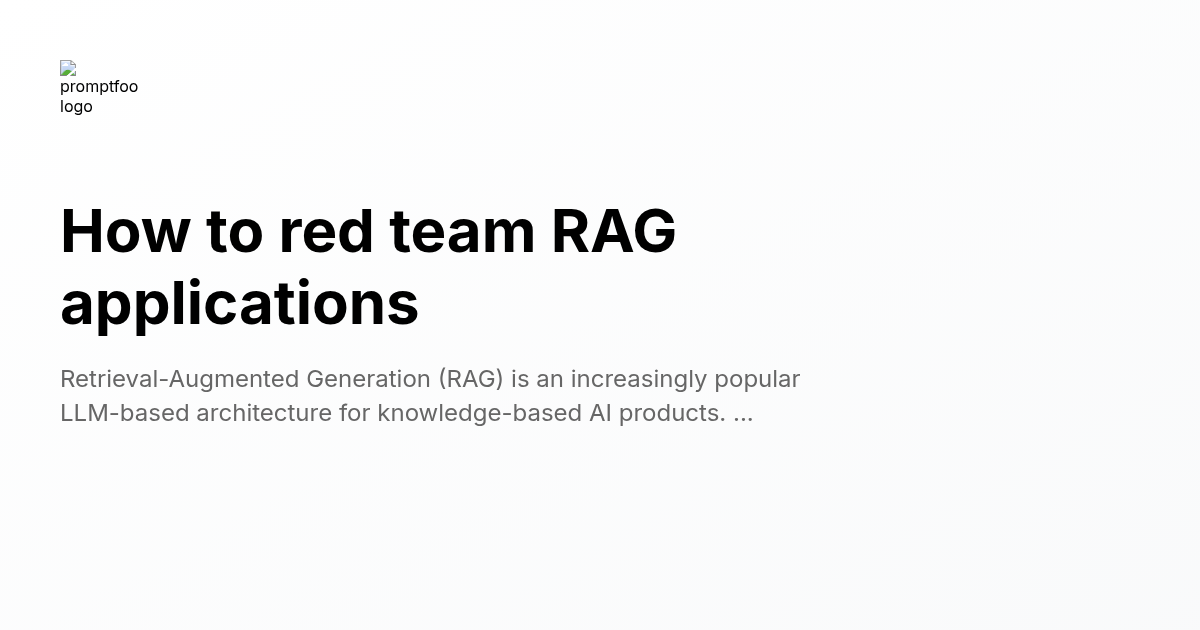 promptfoo
logo
How to red team RAG
applications
Retrieval-Augmented Generation (RAG) is an increasingly popular
LLM-based architecture for knowledge-based AI products. ...